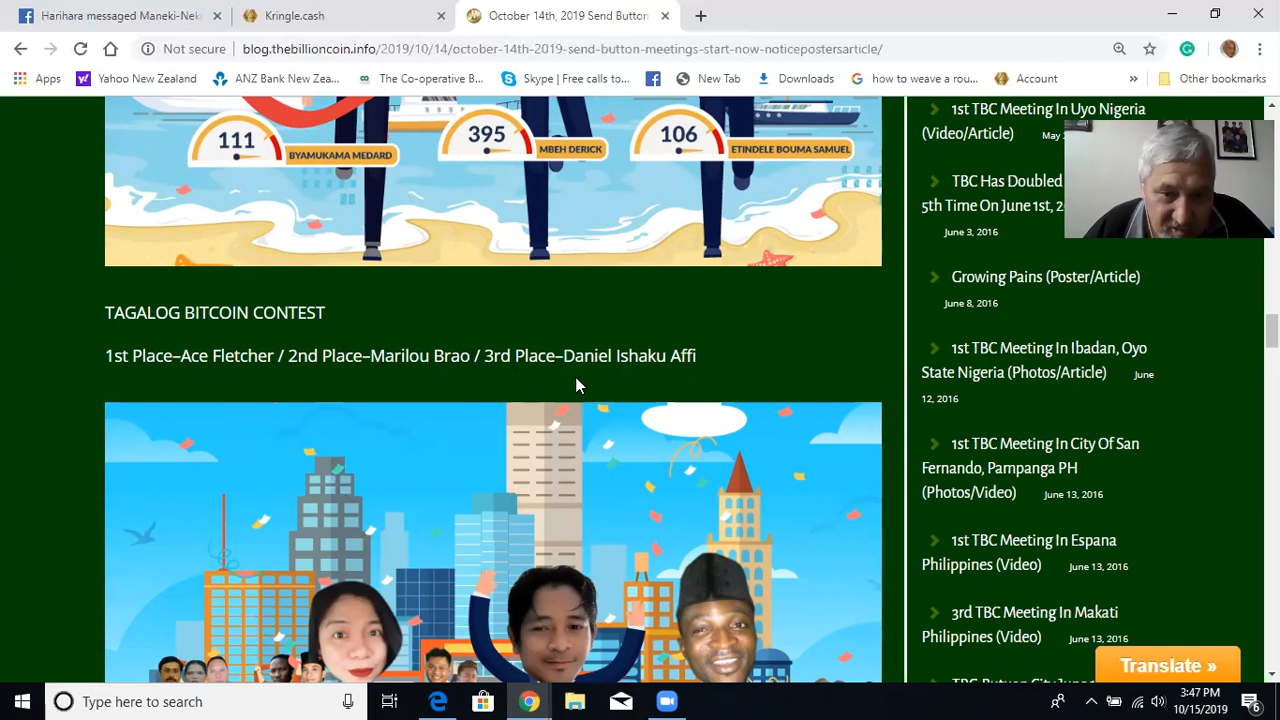 Harihara messaged Maneki-Nek
Kringle.cash
October 14th, 2019 Send Button
Not secure
blog.thebillioncoin.info/2019/10/14/october-14th-2019-send-button-meetings-start-now-noticepostersarticle/
Apps
Yahoo New Zealand
ANZ Bank New Zea...
The Co-operative B...
Skype | Free calls to...
New Tab
Downloads
how to weave a rou...
Account
»
Other bookmarks
111
BYAMUKAMA MEDARD
395
MBEH DERICK
106
ETINDELE BOUMA SAMUEL
TAGALOG BITCOIN CONTEST
1st Place–Ace Fletcher / 2nd Place–Marilou Brao / 3rd Place–Daniel Ishaku Affi
1st TBC Meeting In Uyo Nigeria
(Video/Article) May
TBC Has Doubled
5th Time On June 1st,
June 3, 2016
Growing Pains (Poster/Article)
June 8, 2016
1st TBC Meeting In Ibadan, Oyo
State Nigeria (Photos/Article) June
12, 2016
1st TBC Meeting In City Of San
Fernando, Pampanga PH
(Photos/Video) June 13, 2016
1st TBC Meeting In Espana
Philippines (Video) June 13, 2016
3rd TBC Meeting In Makati
Philippines (Video) June 13, 2016
Translate »
Type here to search
3:47 PM
10/15/2019
6